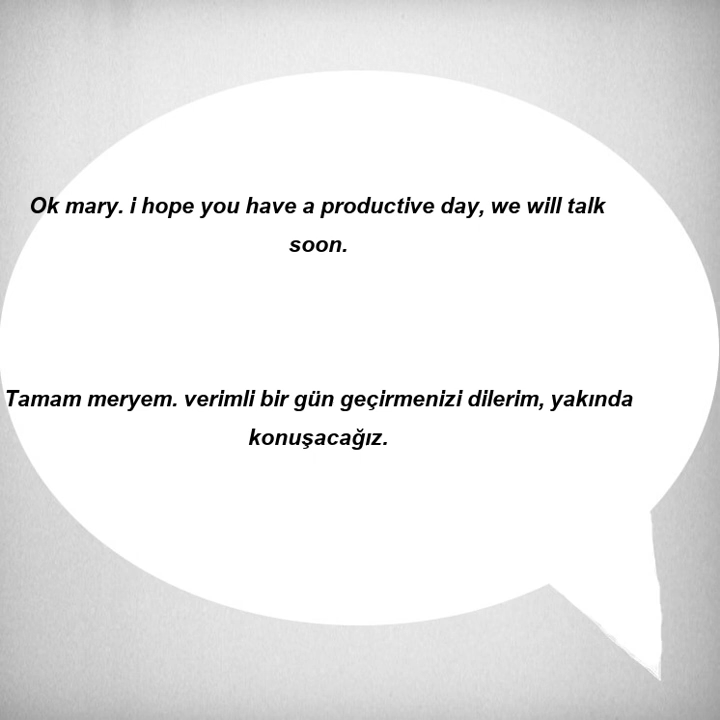 Ok mary. i hope you have a productive day, we will talk
soon.
Tamam meryem. verimli bir gün geçirmenizi dilerim, yakında
konuşacağız.